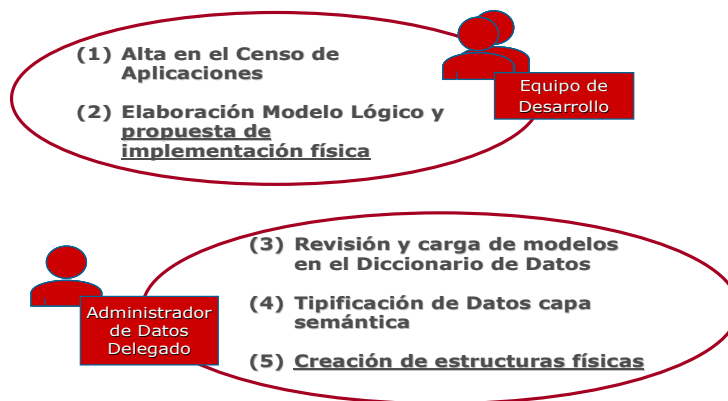 (1) Alta en el Censo de
Aplicaciones
(2) Elaboración Modelo Lógico y
propuesta de
implementación física
Equipo de
Desarrollo
(3) Revisión y carga de modelos
en el Diccionario de Datos
(4) Tipificación de Datos capa
semántica
(5) Creación de estructuras físicas
Administrador
de Datos
Delegado